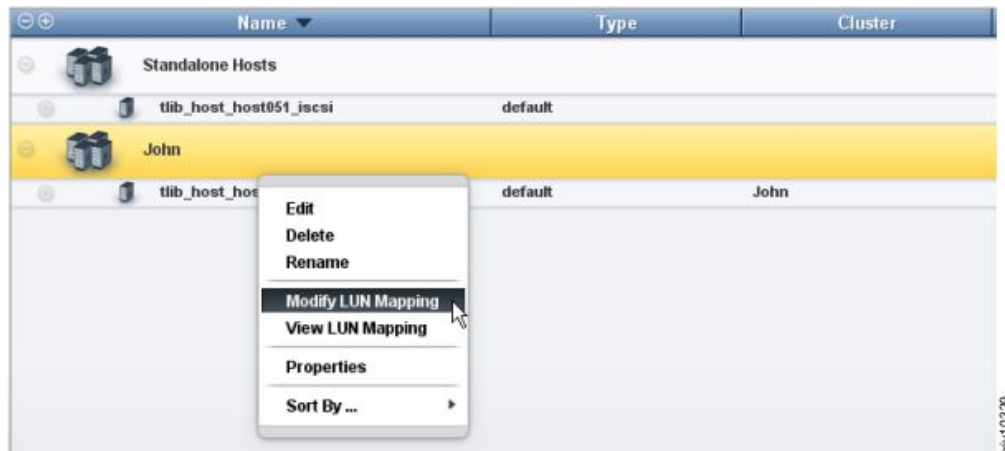 Name Type Cluster
Standalone Hosts
tlib_host_host051_iscsi default
John
tlib_host_hos default John
Edit
Delete
Rename
Modify LUN Mapping
View LUN Mapping
Properties
Sort By ...